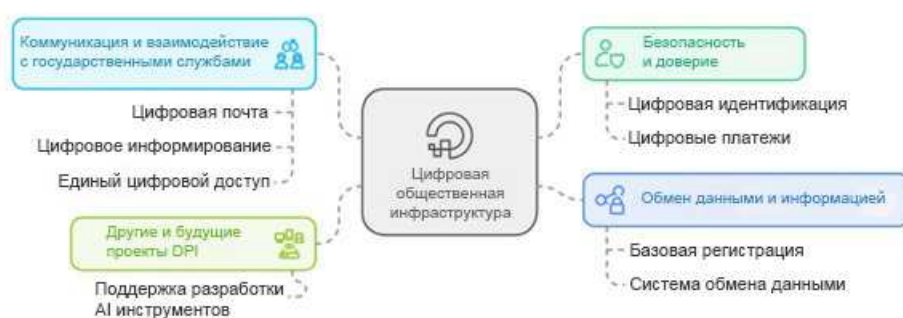 Коммуникация и взаимодействие
с государственными службами
Цифровая почта
Цифровое информирование
Единый цифровой доступ
Другие и будущие
проекты DPI
Поддержка разработки
AI инструментов
Цифровая
общественная
инфраструктура
Безопасность
и доверие
Цифровая идентификация
Цифровые платежи
Обмен данными и информацией
Базовая регистрация
Система обмена данными